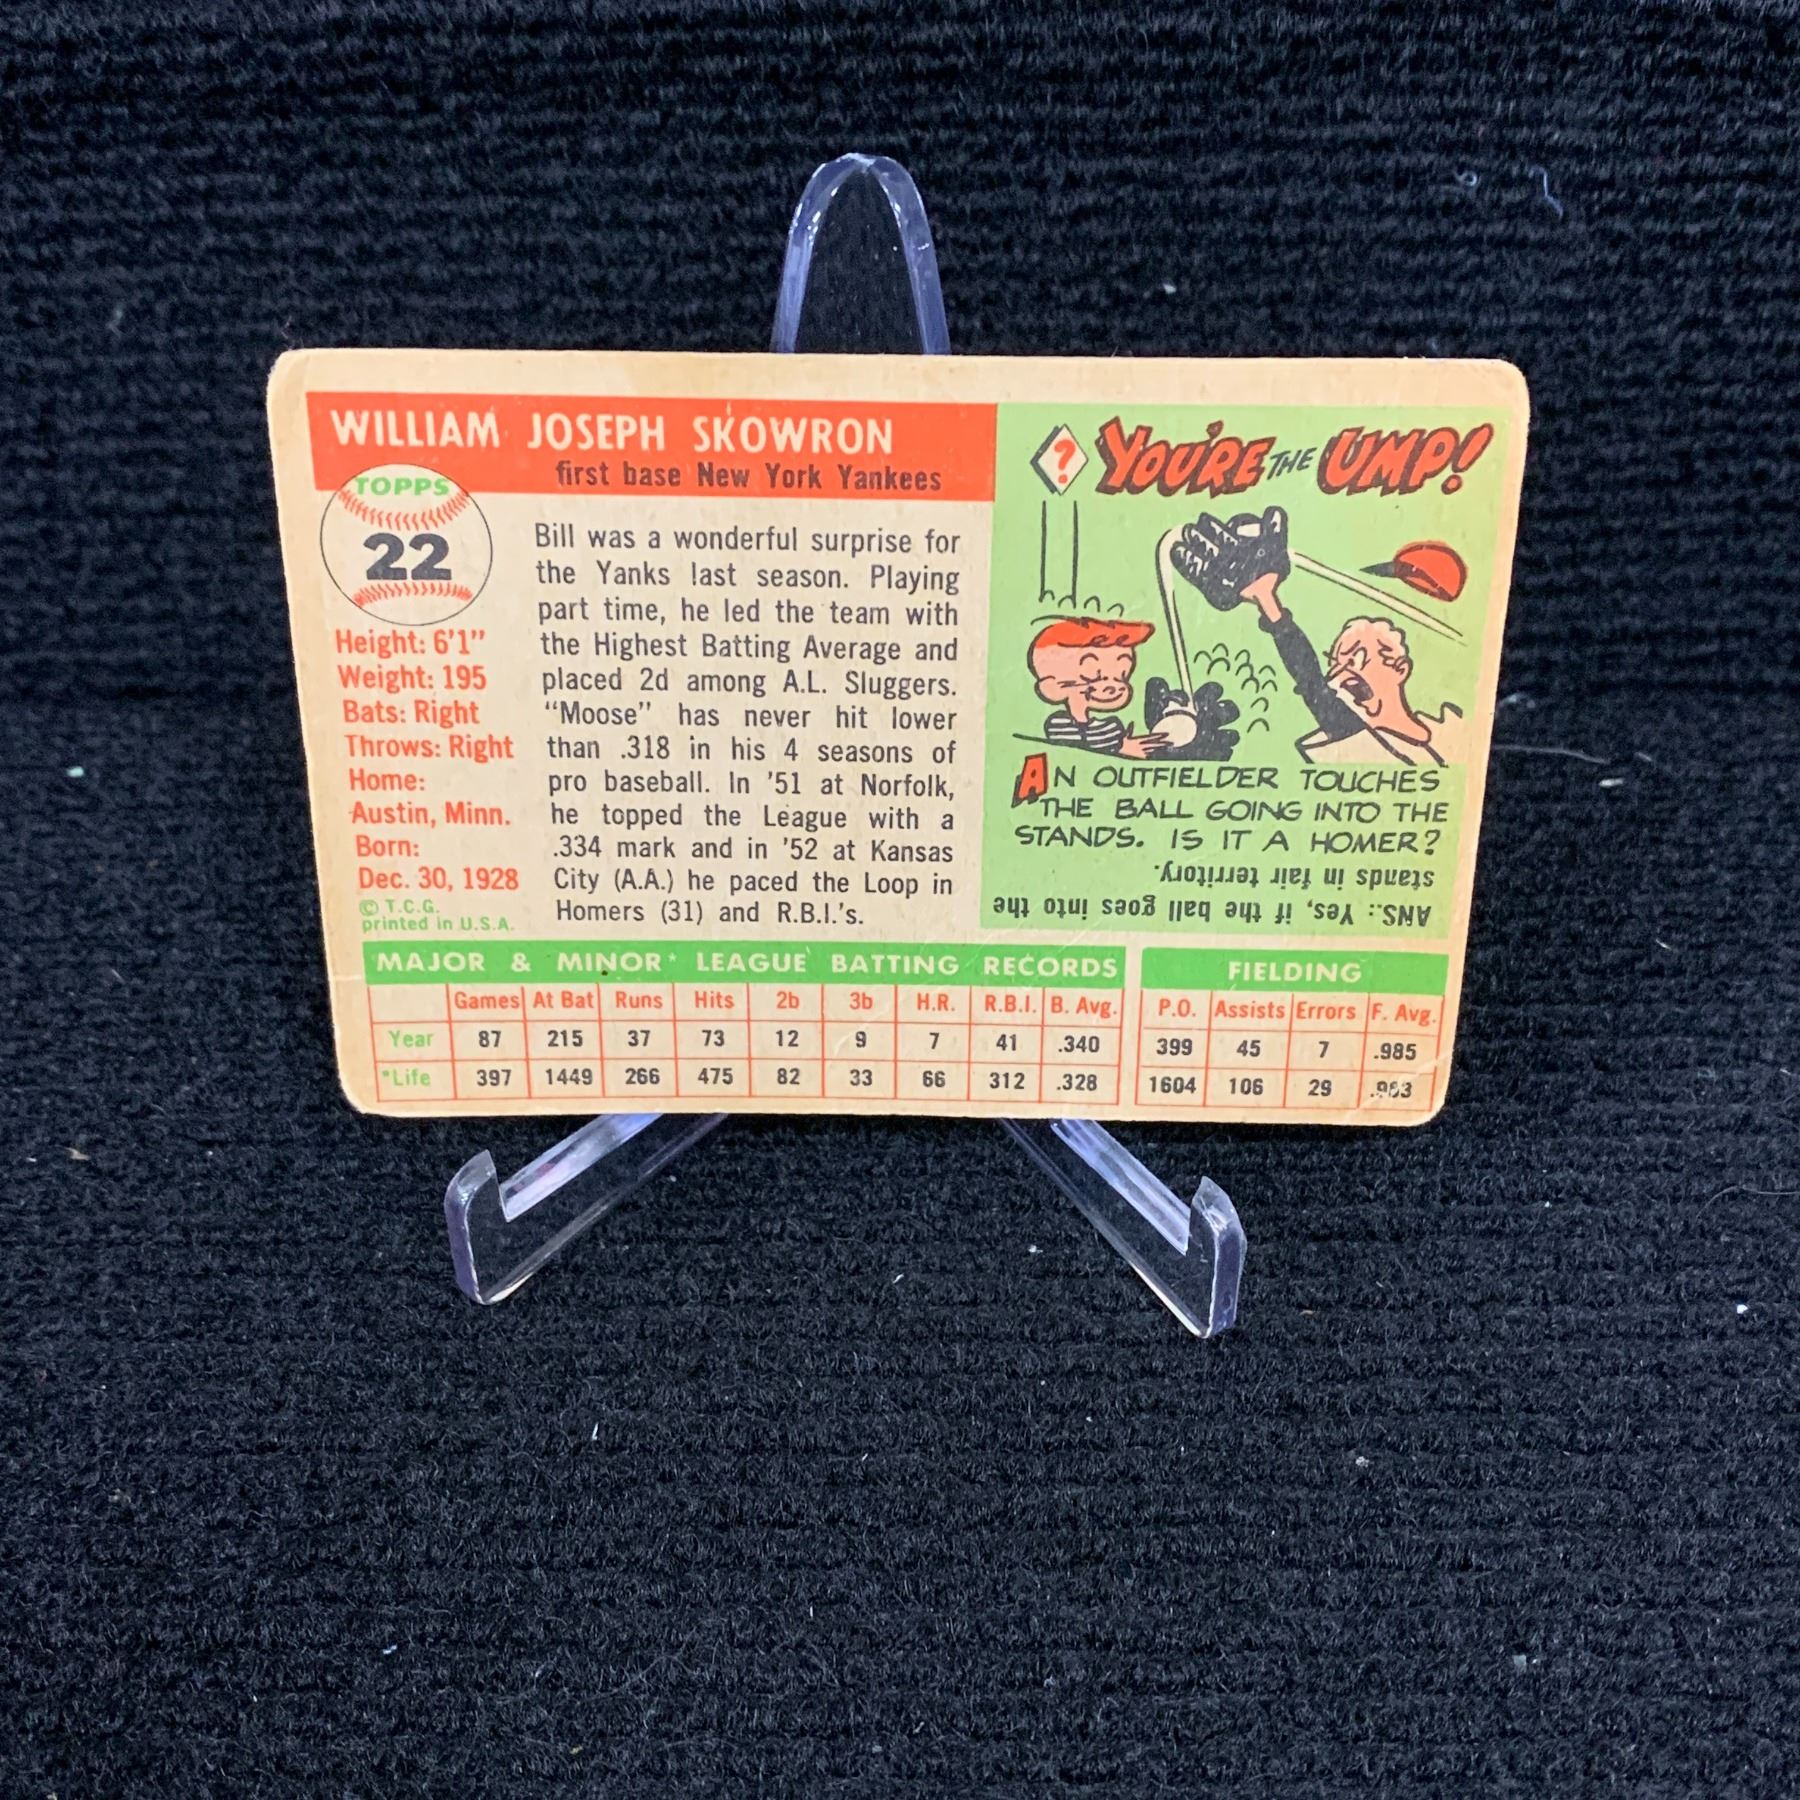 WILLIAM JOSEPH SKOWRON
first base New York Yankees
TOPPS
22
Height: 6'1"
Weight: 195
Bats: Right
Throws: Right
Home:
Austin, Minn.
Born:
Dec. 30, 1928
© T.C.G.
printed in U.S.A.
Bill was a wonderful surprise for
the Yanks last season. Playing
part time, he led the team with
the Highest Batting Average and
placed 2d among A.L. Sluggers.
"Moose" has never hit lower
than .318 in his 4 seasons of
pro baseball. In '51 at Norfolk,
he topped the League with a
.334 mark and in '52 at Kansas
City (A.A.) he paced the Loop in
Homers (31) and R.B.I.'s.
? YOU'RE THE UMP!
AN OUTFIELDER TOUCHES
THE BALL GOING INTO THE
STANDS. IS IT A HOMER?
ANS.: Yes, if the ball goes into the
stands in fair territory.
MAJOR & MINOR* LEAGUE BATTING RECORDS
Games At Bat Runs Hits 2b 3b H.R. R.B.I. B. Avg.
Year 87 215 37 73 12 9 7 41 .340
*Life 397 1449 266 475 82 33 66 312 .328
FIELDING
P.O. Assists Errors F. Avg.
399 45 7 .985
1604 106 29 .983